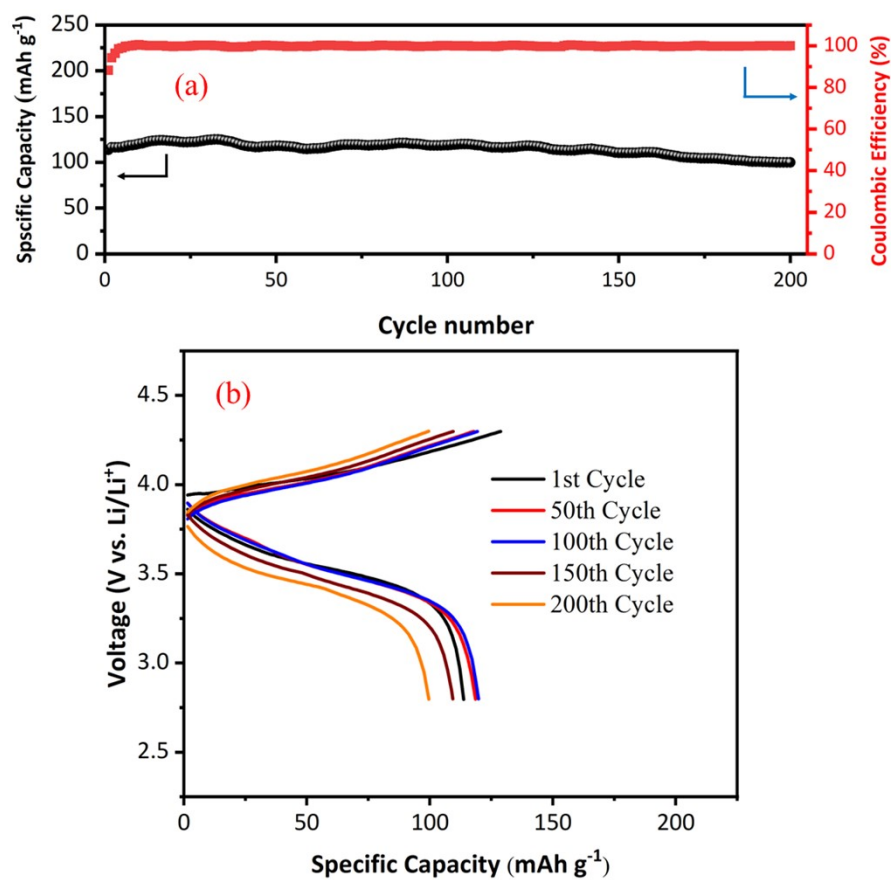 (a)
Spscific Capacity (mAh g⁻¹)
250
200
150
100
50
0
100
80
60
40
20
0
Coulombic Efficiency (%)
0
50
100
150
200
Cycle number
(b)
Voltage (V vs. Li/Li⁺)
4.5
4.0
3.5
3.0
2.5
1st Cycle
50th Cycle
100th Cycle
150th Cycle
200th Cycle
0
50
100
150
200
Specific Capacity (mAh g⁻¹)